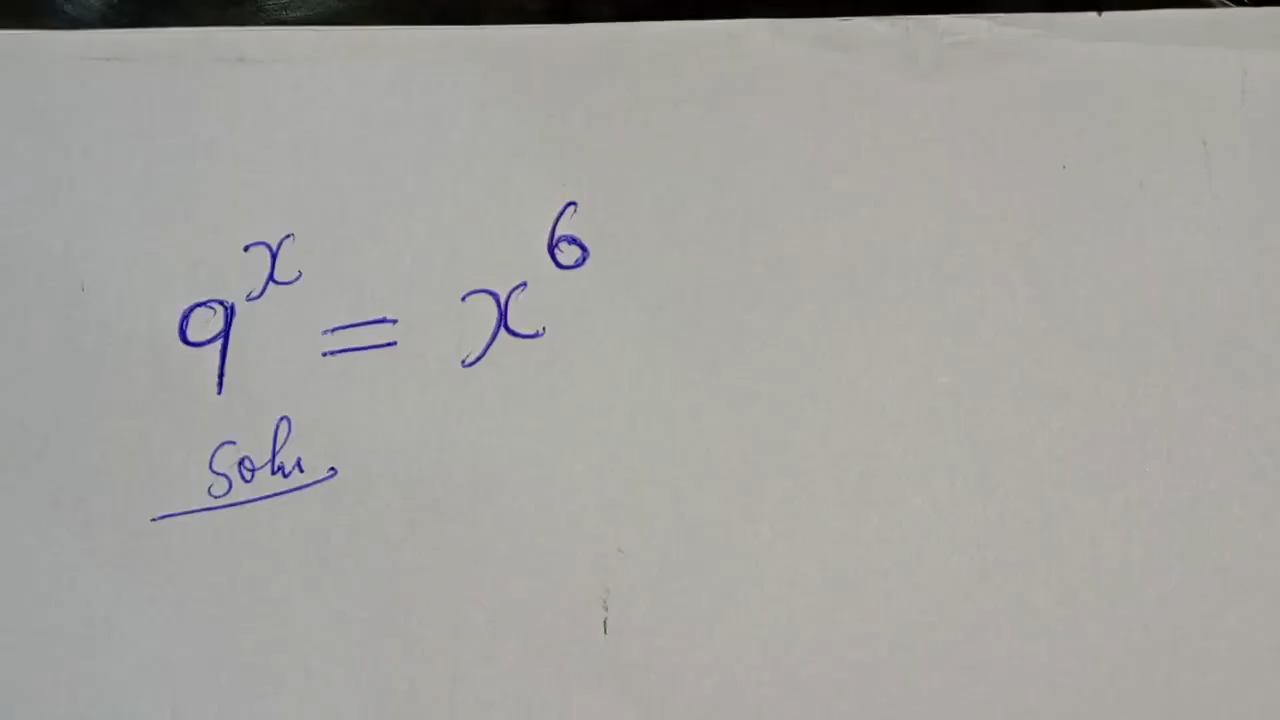 9^x = x^6
Soln